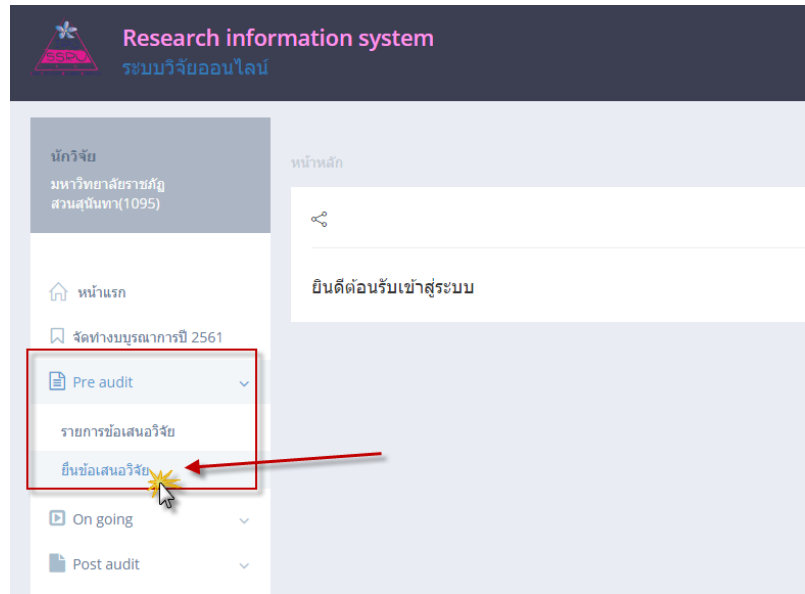 Research information system
ระบบวิจัยออนไลน์
นักวิจัย
มหาวิทยาลัยราชภัฏ
สวนสุนันทา(1095)
หน้าหลัก
ยินดีต้อนรับเข้าสู่ระบบ
หน้าแรก
จัดทำงบบูรณาการปี 2561
Pre audit
รายการข้อเสนอวิจัย
ยื่นข้อเสนอวิจัย
On going
Post audit